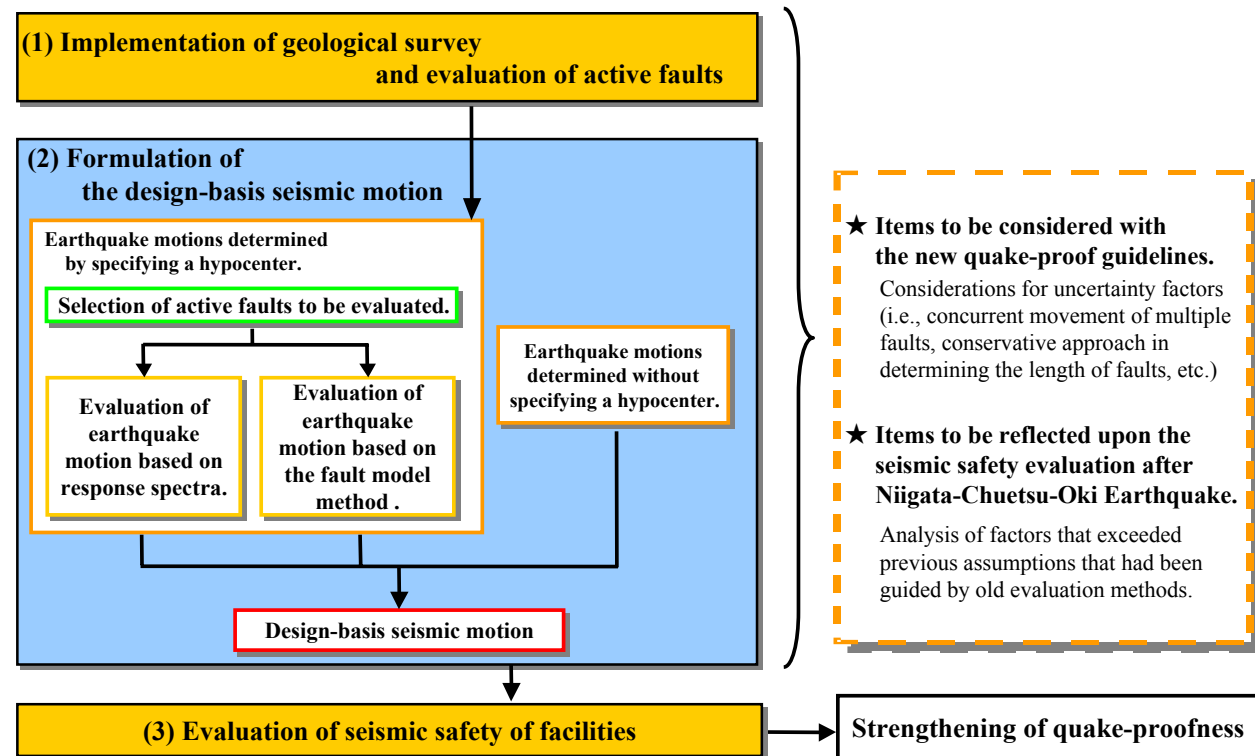 (1) Implementation of geological survey
and evaluation of active faults
(2) Formulation of
the design-basis seismic motion
Earthquake motions determined
by specifying a hypocenter.
Selection of active faults to be evaluated.
Evaluation of
earthquake
motion based on
response spectra.
Evaluation of
earthquake
motion based on
the fault model
method .
Earthquake motions
determined without
specifying a hypocenter.
Design-basis seismic motion
(3) Evaluation of seismic safety of facilities
Strengthening of quake-proofness
★ Items to be considered with
the new quake-proof guidelines.
Considerations for uncertainty factors
(i.e., concurrent movement of multiple
faults, conservative approach in
determining the length of faults, etc.)
★ Items to be reflected upon the
seismic safety evaluation after
Niigata-Chuetsu-Oki Earthquake.
Analysis of factors that exceeded
previous assumptions that had been
guided by old evaluation methods.